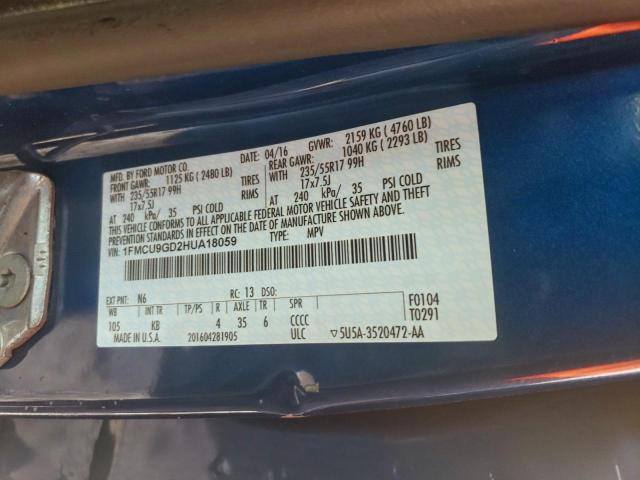 MFD. BY FORD MOTOR CO. 04/16 GVWR: 2159 KG ( 4760 LB)
FRONT GAWR: 1125 KG ( 2480 LB) REAR GAWR: 1040 KG ( 2293 LB)
WITH 235/55R17 99H TIRES WITH 235/55R17 99H TIRES
17x7.5J RIMS 17x7.5J RIMS
AT 240 kPa/ 35 PSI COLD AT 240 kPa/ 35 PSI COLD
THIS VEHICLE CONFORMS TO ALL APPLICABLE FEDERAL MOTOR VEHICLE SAFETY AND THEFT
PREVENTION STANDARDS IN EFFECT ON THE DATE OF MANUFACTURE SHOWN ABOVE.
VIN: 1FMCU9GD2HUA18059 TYPE: MPV
EXT PNT: N6 RC: 13 DSO: F0104
WB INT TR TP/PS R AXLE TR SPR T0291
105 KB 4 35 6 CCCC
MADE IN U.S.A. 201604281905 ULC ▽5U5A-3520472-AA